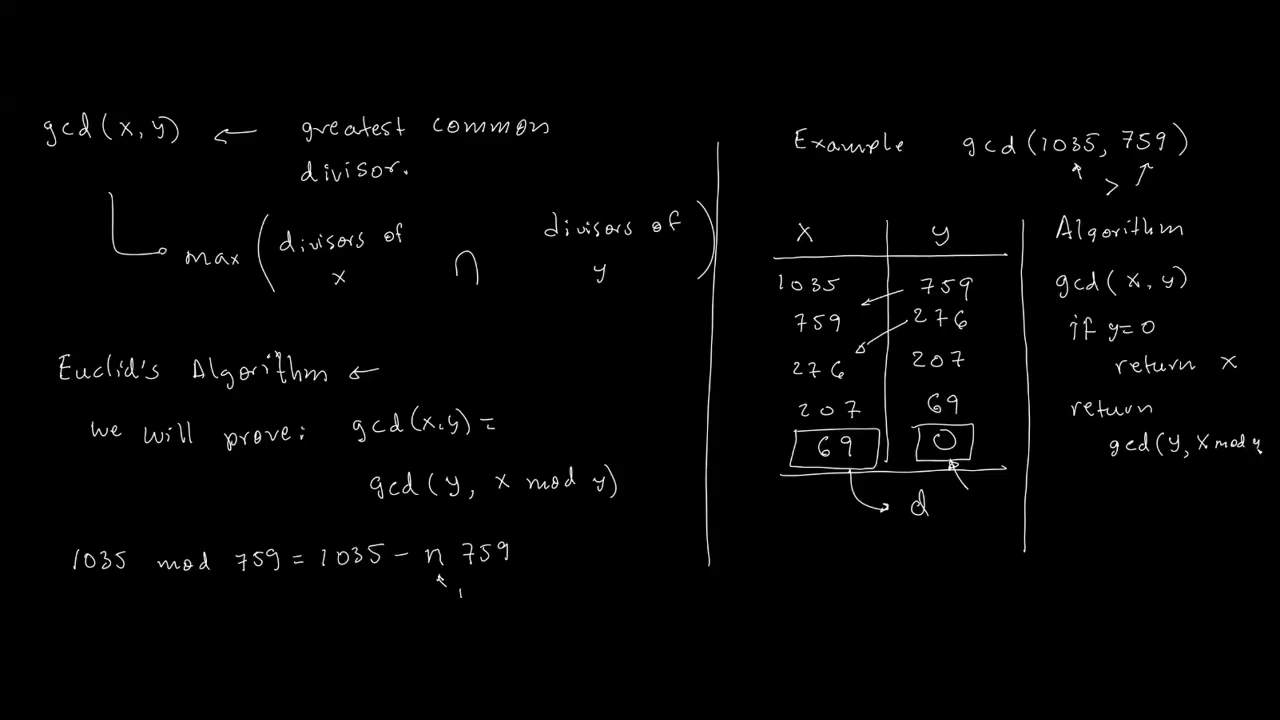 gcd(x,y) ← greatest common
divisor.
max (divisors of x ∩ divisors of y)
Euclid's Algorithm ←
we will prove: gcd(x,y) =
gcd(y, x mod y)
1035 mod 759 = 1035 - n 759
1
Example gcd(1035, 759)
>
x y
1035 759
759 276
276 207
207 69
69 0
d
Algorithm
gcd(x, y)
if y=0
return x
return
gcd(y, x mod y